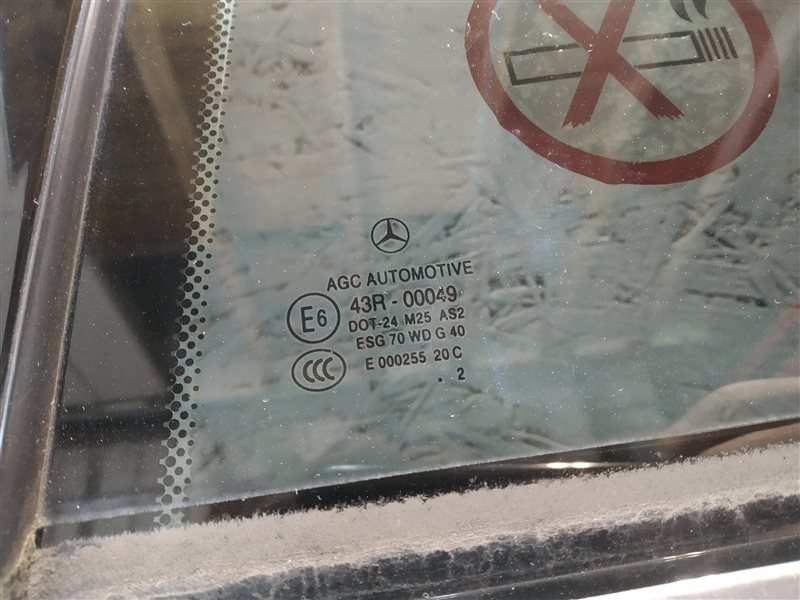 AGC AUTOMOTIVE
E6 43R-00049
DOT-24 M25 AS2
ESG 70 WD G 40
CCC E 000255 20 C
. 2